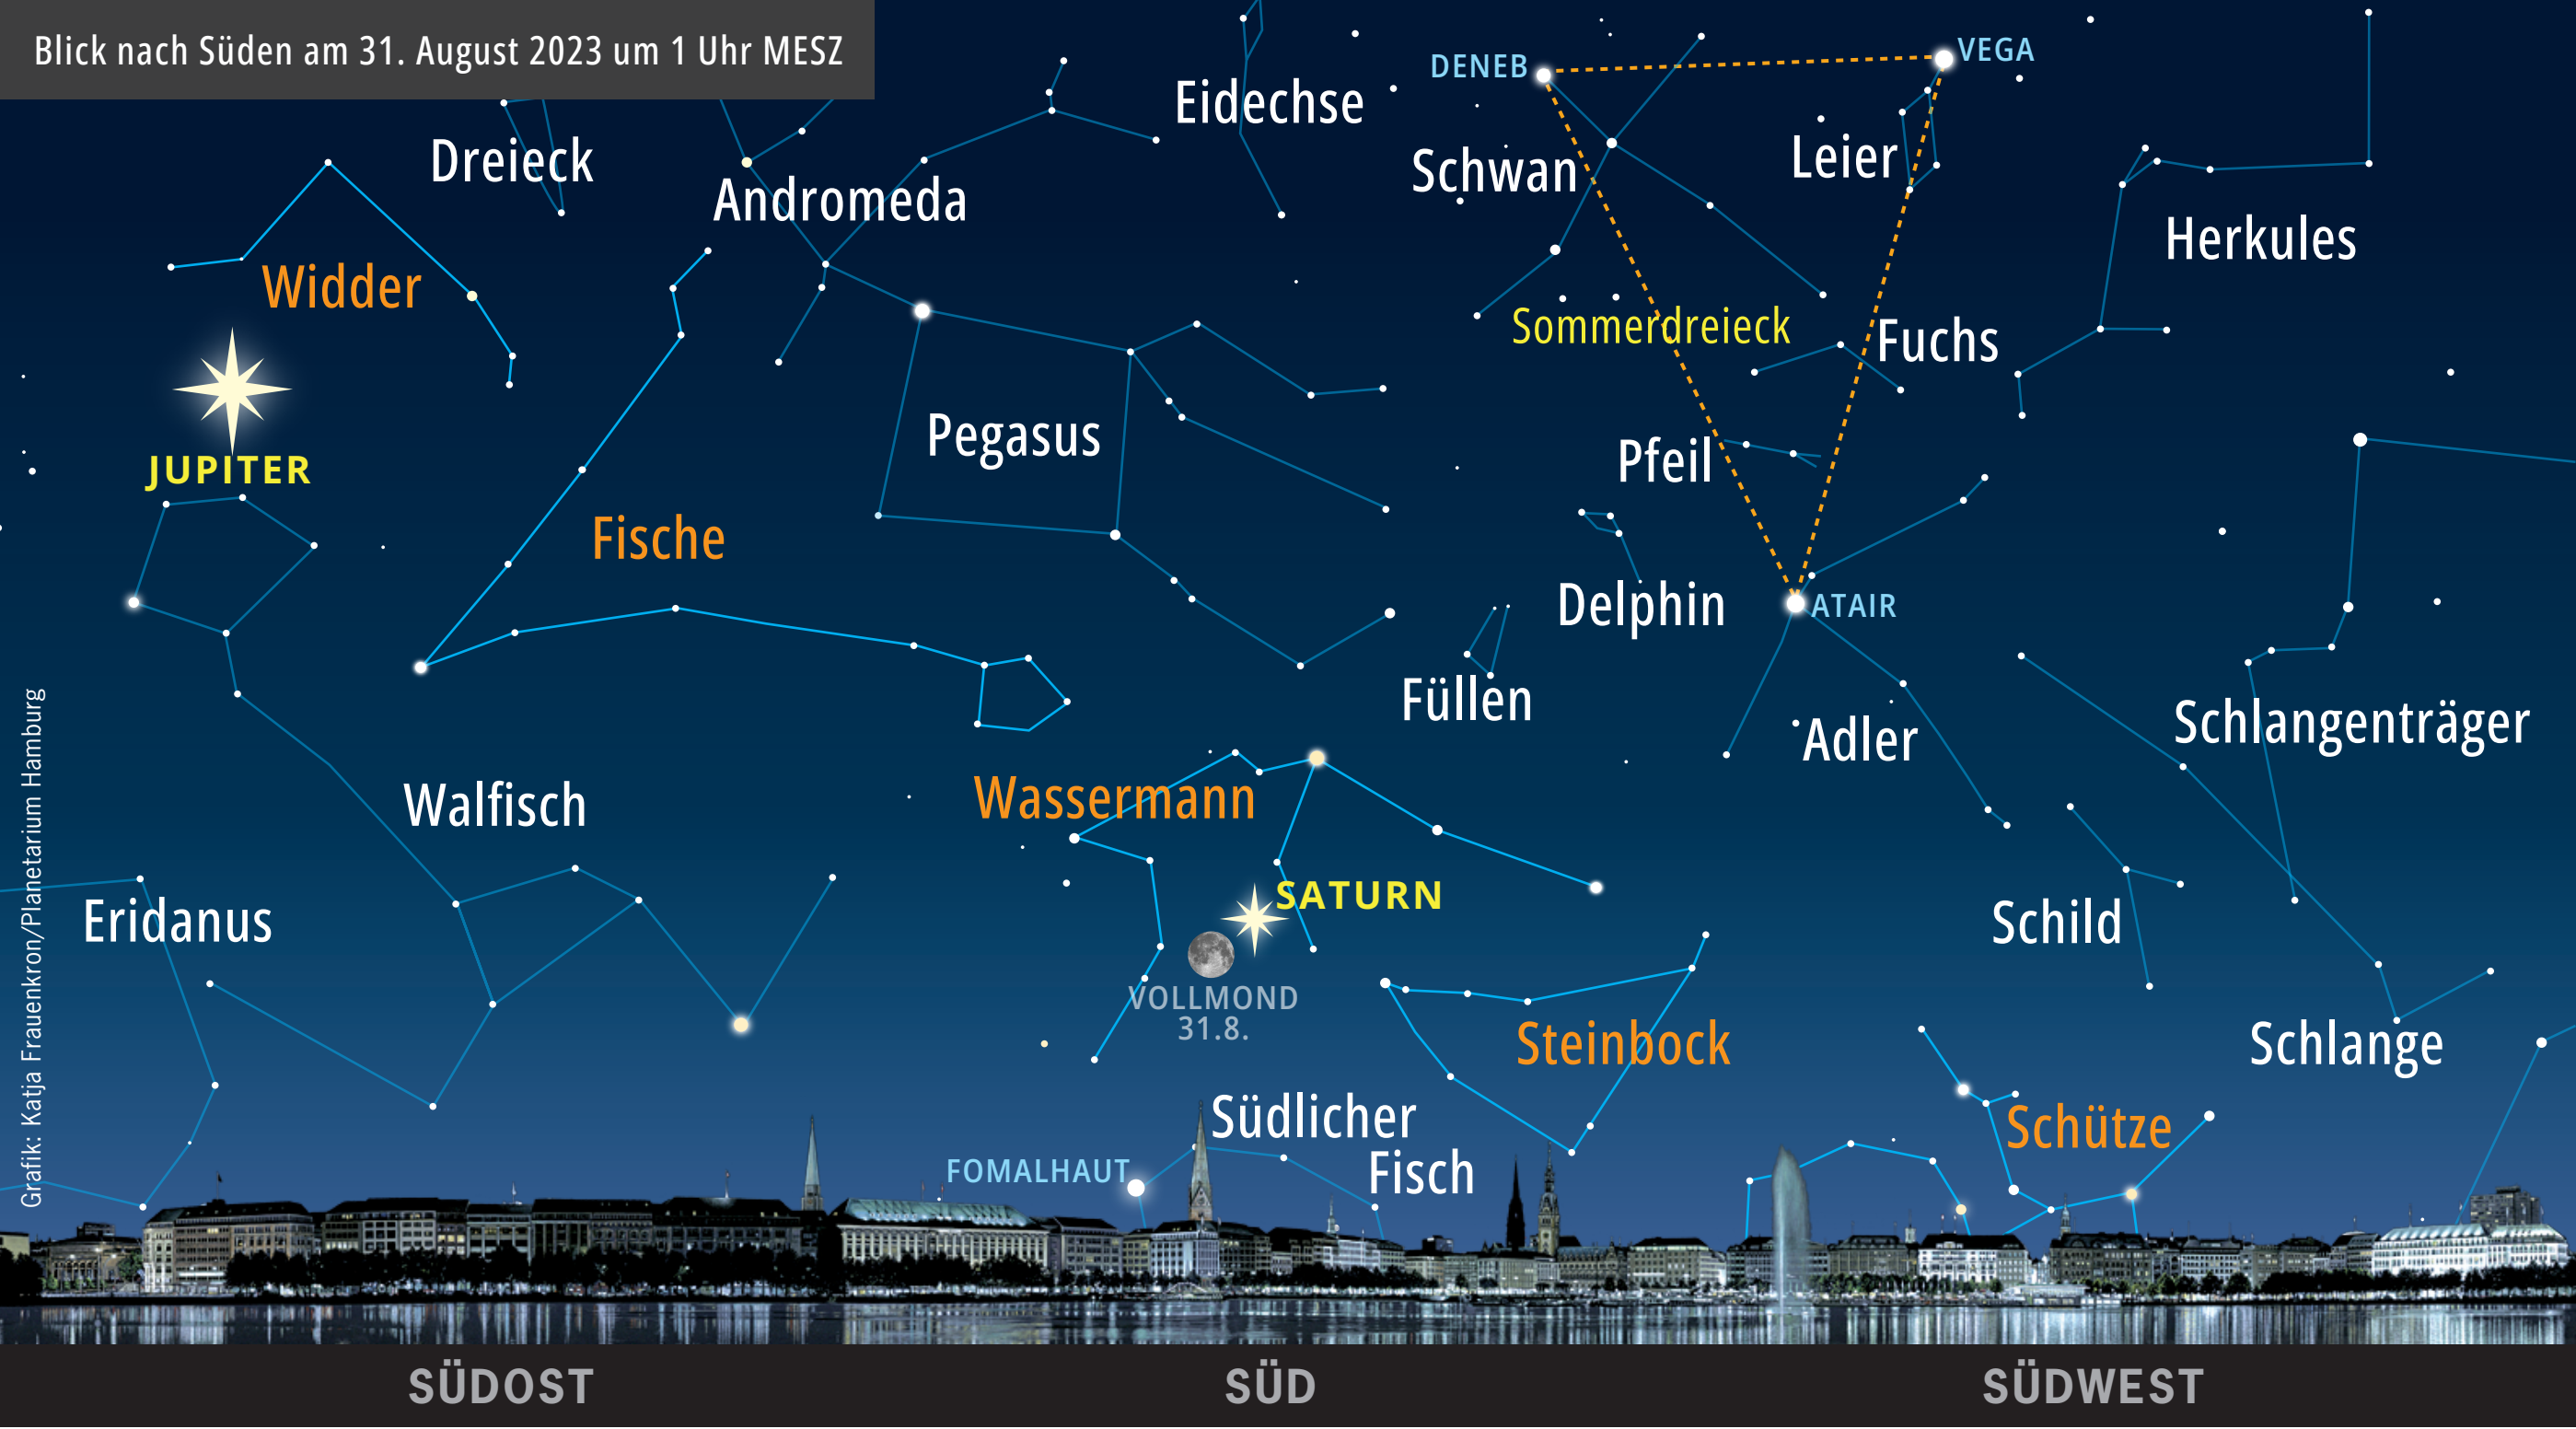 Blick nach Süden am 31. August 2023 um 1 Uhr MESZ
DENEB
VEGA
Eidechse
Dreieck
Schwan
Leier
Andromeda
Herkules
Widder
Sommerdreieck
Fuchs
Pegasus
Pfeil
JUPITER
Fische
Delphin
ATAIR
Füllen
Schlangenträger
Adler
Wassermann
Walfisch
SATURN
Eridanus
Schild
VOLLMOND
31.8.
Steinbock
Schlange
Südlicher
Fisch
Schütze
FOMALHAUT
Grafik: Katja Frauenkron/Planetarium Hamburg
SÜDOST
SÜD
SÜDWEST